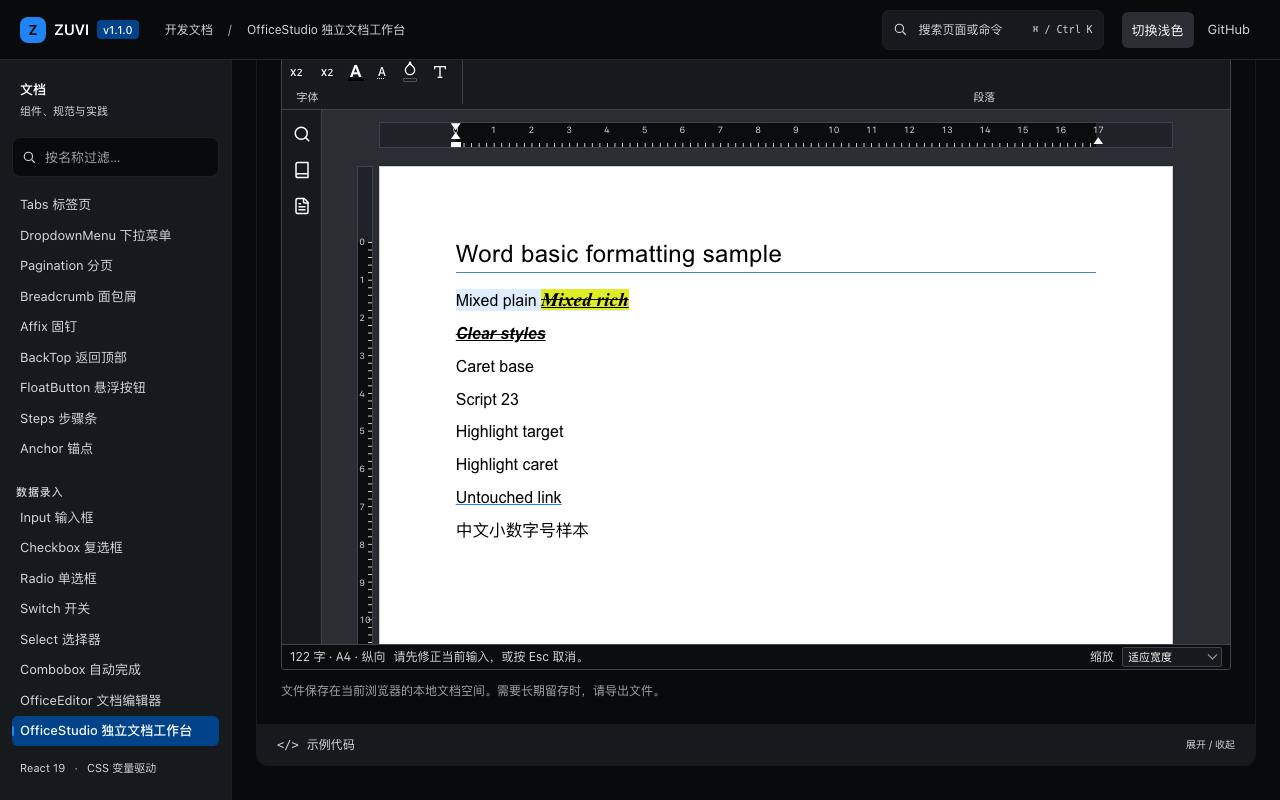 Z ZUVI v1.1.0 开发文档 / OfficeStudio 独立文档工作台 搜索页面或命令 ⌘ / Ctrl K 切换浅色 GitHub
文档
组件、规范与实践
按名称过滤...
Tabs 标签页
DropdownMenu 下拉菜单
Pagination 分页
Breadcrumb 面包屑
Affix 固钉
BackTop 返回顶部
FloatButton 悬浮按钮
Steps 步骤条
Anchor 锚点
数据录入
Input 输入框
Checkbox 复选框
Radio 单选框
Switch 开关
Select 选择器
Combobox 自动完成
OfficeEditor 文档编辑器
OfficeStudio 独立文档工作台
React 19 · CSS 变量驱动
x2 x2 A A T
字体 段落
0 1 2 3 4 5 6 7 8 9 10 11 12 13 14 15 16 17
0
1
2
3
4
5
6
7
8
9
10
Word basic formatting sample
Mixed plain Mixed rich
Clear styles
Caret base
Script 23
Highlight target
Highlight caret
Untouched link
中文小数字号样本
122 字 · A4 · 纵向 请先修正当前输入，或按 Esc 取消。 缩放 适应宽度
文件保存在当前浏览器的本地文档空间。需要长期留存时，请导出文件。
</> 示例代码 展开 / 收起